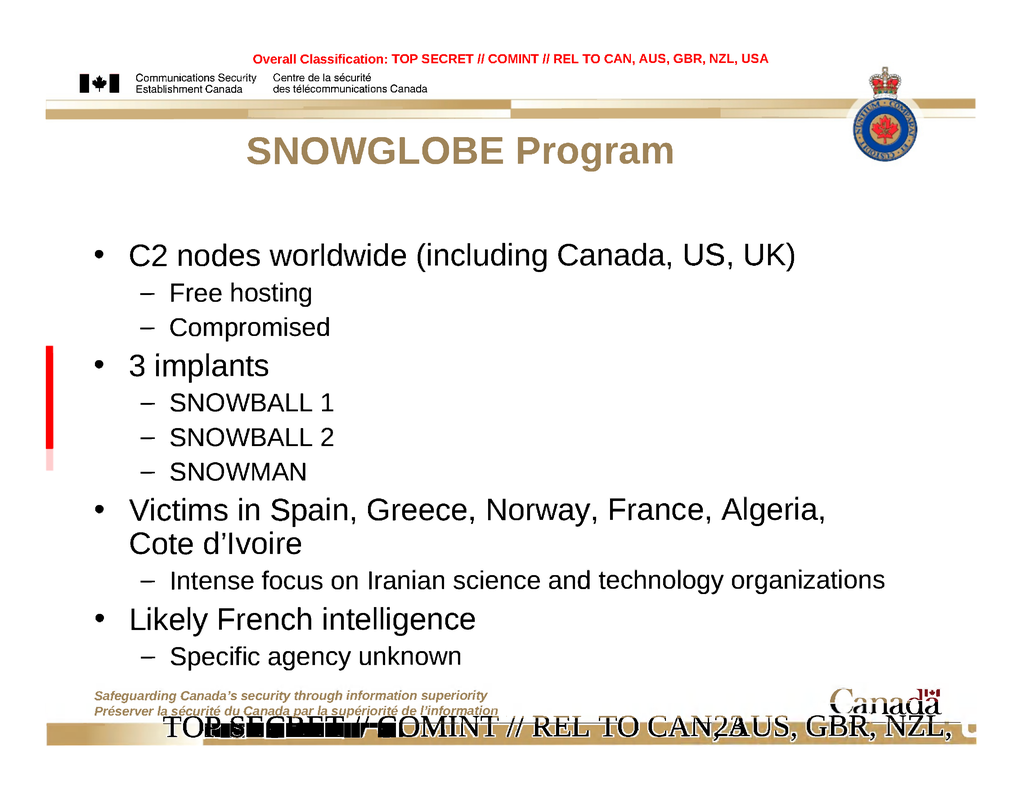 Overall Classification: TOP SECRET // COMINT // REL TO CAN, AUS, GBR, NZL, USA
Communications Security Centre de la sécurité
Establishment Canada des télécommunications Canada
NUNTIUM COMPARAT ET CUSTODIT
SNOWGLOBE Program
• C2 nodes worldwide (including Canada, US, UK)
– Free hosting
– Compromised
• 3 implants
– SNOWBALL 1
– SNOWBALL 2
– SNOWMAN
• Victims in Spain, Greece, Norway, France, Algeria,
Cote d'Ivoire
– Intense focus on Iranian science and technology organizations
• Likely French intelligence
– Specific agency unknown
Safeguarding Canada's security through information superiority
Préserver la sécurité du Canada par la supériorité de l'information
Canada
TOP SECRET // COMINT // REL TO CAN, AUS, GBR, NZL,
23